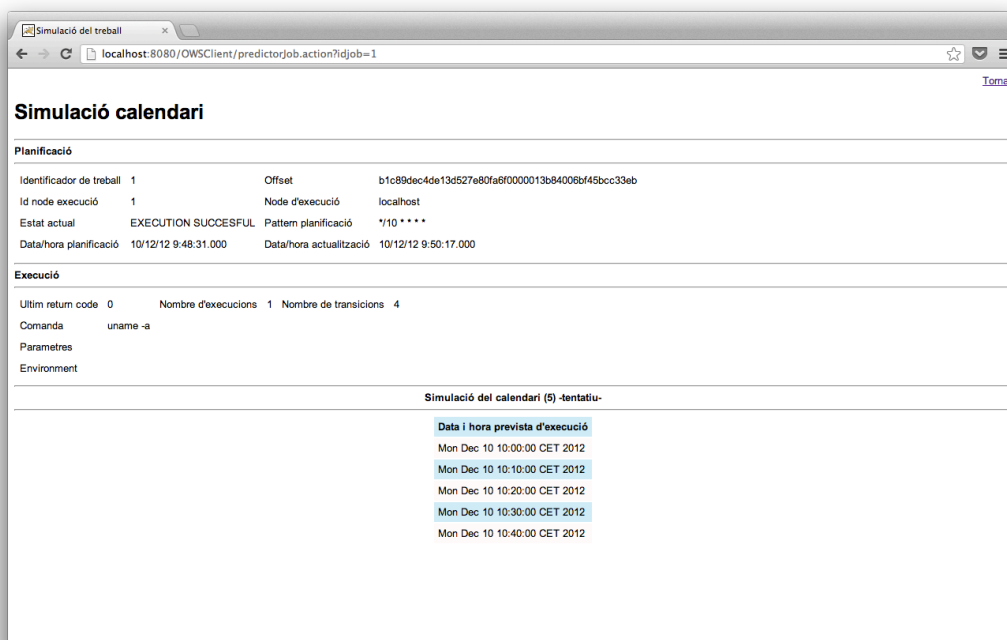 Simulació del treball
localhost:8080/OWSClient/predictorJob.action?idjob=1
Torna
Simulació calendari
Planificació
Identificador de treball 1 Offset b1c89dec4de13d527e80fa6f0000013b84006bf45bcc33eb
Id node execució 1 Node d'execució localhost
Estat actual EXECUTION SUCCESFUL Pattern planificació */10 * * * *
Data/hora planificació 10/12/12 9:48:31.000 Data/hora actualització 10/12/12 9:50:17.000
Execució
Ultim return code 0 Nombre d'execucions 1 Nombre de transicions 4
Comanda uname -a
Parametres
Environment
Simulació del calendari (5) -tentatiu-
Data i hora prevista d'execució
Mon Dec 10 10:00:00 CET 2012
Mon Dec 10 10:10:00 CET 2012
Mon Dec 10 10:20:00 CET 2012
Mon Dec 10 10:30:00 CET 2012
Mon Dec 10 10:40:00 CET 2012